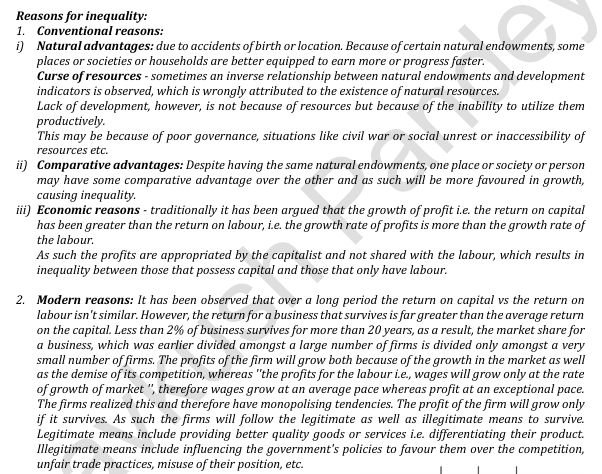 Reasons for inequality:
1. Conventional reasons:
i) Natural advantages: due to accidents of birth or location. Because of certain natural endowments, some
places or societies or households are better equipped to earn more or progress faster.
Curse of resources - sometimes an inverse relationship between natural endowments and development
indicators is observed, which is wrongly attributed to the existence of natural resources.
Lack of development, however, is not because of resources but because of the inability to utilize them
productively.
This may be because of poor governance, situations like civil war or social unrest or inaccessibility of
resources etc.
ii) Comparative advantages: Despite having the same natural endowments, one place or society or person
may have some comparative advantage over the other and as such will be more favoured in growth,
causing inequality.
iii) Economic reasons - traditionally it has been argued that the growth of profit i.e. the return on capital
has been greater than the return on labour, i.e. the growth rate of profits is more than the growth rate of
the labour.
As such the profits are appropriated by the capitalist and not shared with the labour, which results in
inequality between those that possess capital and those that only have labour.
2. Modern reasons: It has been observed that over a long period the return on capital vs the return on
labour isn't similar. However, the return for a business that survives is far greater than the average return
on the capital. Less than 2% of business survives for more than 20 years, as a result, the market share for
a business, which was earlier divided amongst a large number of firms is divided only amongst a very
small number of firms. The profits of the firm will grow both because of the growth in the market as well
as the demise of its competition, whereas "the profits for the labour i.e., wages will grow only at the rate
of growth of market ", therefore wages grow at an average pace whereas profit at an exceptional pace.
The firms realized this and therefore have monopolising tendencies. The profit of the firm will grow only
if it survives. As such the firms will follow the legitimate as well as illegitimate means to survive.
Legitimate means include providing better quality goods or services i.e. differentiating their product.
Illegitimate means include influencing the government's policies to favour them over the competition,
unfair trade practices, misuse of their position, etc.
Pandey